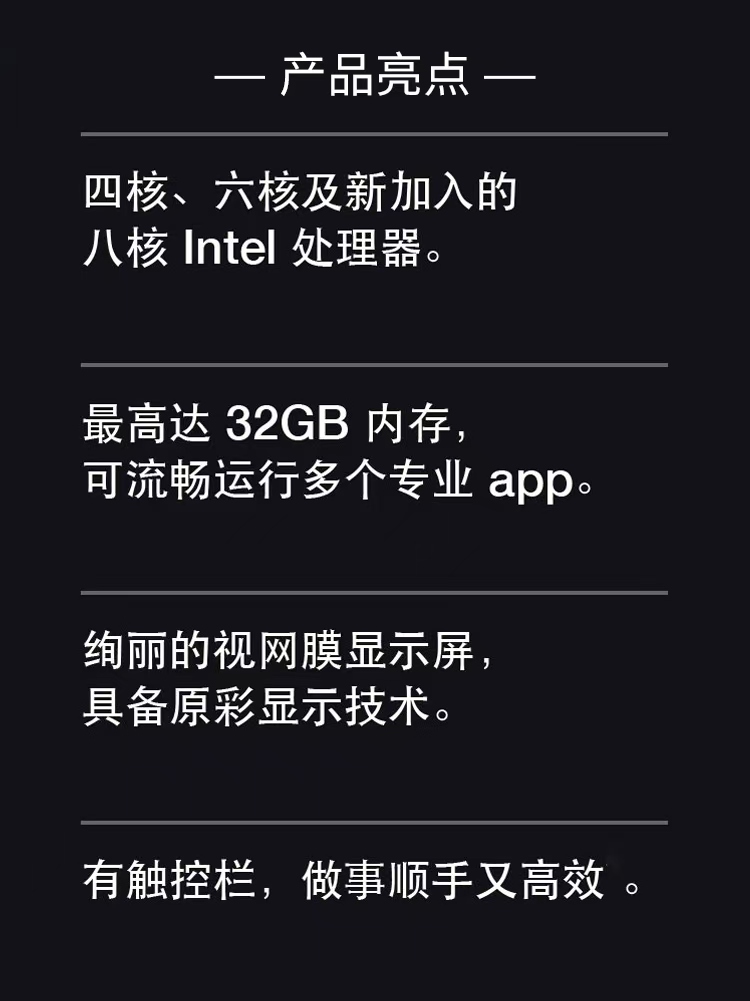 — 产品亮点 —
四核、六核及新加入的
八核 Intel 处理器。
最高达 32GB 内存，
可流畅运行多个专业 app。
绚丽的视网膜显示屏，
具备原彩显示技术。
有触控栏，做事顺手又高效 。